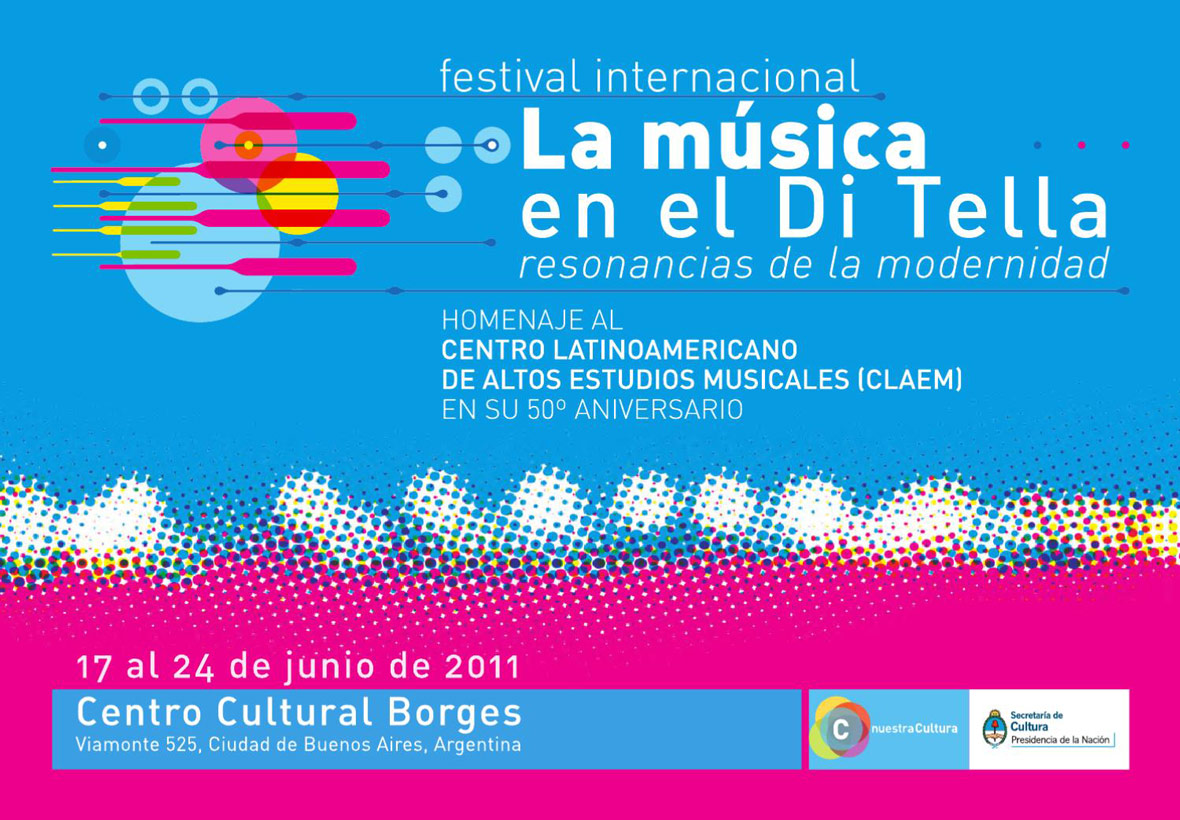 festival internacional
La música
en el Di Tella
resonancias de la modernidad
HOMENAJE AL
CENTRO LATINOAMERICANO
DE ALTOS ESTUDIOS MUSICALES (CLAEM)
EN SU 50º ANIVERSARIO
17 al 24 de junio de 2011
Centro Cultural Borges
Viamonte 525, Ciudad de Buenos Aires, Argentina
C nuestraCultura
Secretaría de
Cultura
Presidencia de la Nación